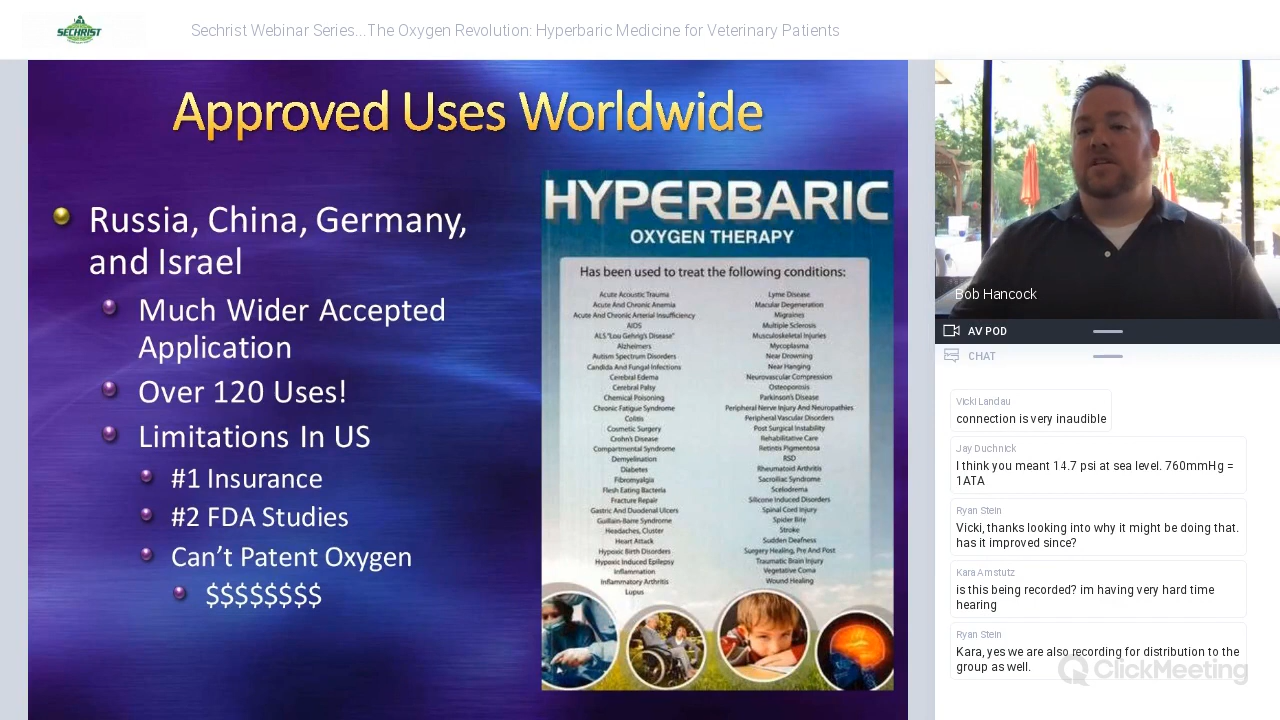 SECHRIST
Sechrist Webinar Series...The Oxygen Revolution: Hyperbaric Medicine for Veterinary Patients
Approved Uses Worldwide
Russia, China, Germany,
and Israel
Much Wider Accepted
Application
Over 120 Uses!
Limitations In US
#1 Insurance
#2 FDA Studies
Can’t Patent Oxygen
$$$$$$$$
HYPERBARIC
OXYGEN THERAPY
Has been used to treat the following conditions:
Acute Acoustic Trauma
Acute And Chronic Anemia
Acute And Chronic Arterial Insufficiency
AIDS
ALS "Lou Gehrig's Disease"
Alzheimers
Autism Spectrum Disorders
Candida And Fungal Infections
Cerebral Edema
Cerebral Palsy
Chemical Poisoning
Chronic Fatigue Syndrome
Colitis
Cosmetic Surgery
Crohn's Disease
Compartmental Syndrome
Demyelination
Diabetes
Fibromyalgia
Flesh Eating Bacteria
Fracture Repair
Gastric And Duodenal Ulcers
Guillain-Barre Syndrome
Headaches, Cluster
Heart Attack
Hypoxic Birth Disorders
Hypoxic Induced Epilepsy
Inflammation
Inflammatory Arthritis
Lupus
Lyme Disease
Macular Degeneration
Migraines
Multiple Sclerosis
Musculoskeletal Injuries
Mycoplasma
Near Drowning
Near Hanging
Neurovascular Compression
Osteoporosis
Parkinson's Disease
Peripheral Nerve Injury And Neuropathies
Peripheral Vascular Disorders
Post Surgical Instability
Rehabilitative Care
Retintis Pigmentosa
RSD
Rheumatoid Arthritis
Sacroiliac Syndrome
Scelodrema
Silicone Induced Disorders
Spinal Cord Injury
Spider Bite
Stroke
Sudden Deafness
Surgery Healing, Pre And Post
Traumatic Brain Injury
Vegetative Coma
Wound Healing
Bob Hancock
AV POD
CHAT
Vicki Landau
connection is very inaudible
Jay Duchnick
I think you meant 14.7 psi at sea level. 760mmHg =
1ATA
Ryan Stein
Vicki, thanks looking into why it might be doing that.
has it improved since?
Kara Amstutz
is this being recorded? im having very hard time
hearing
Ryan Stein
Kara, yes we are also recording for distribution to the
group as well.
ClickMeeting